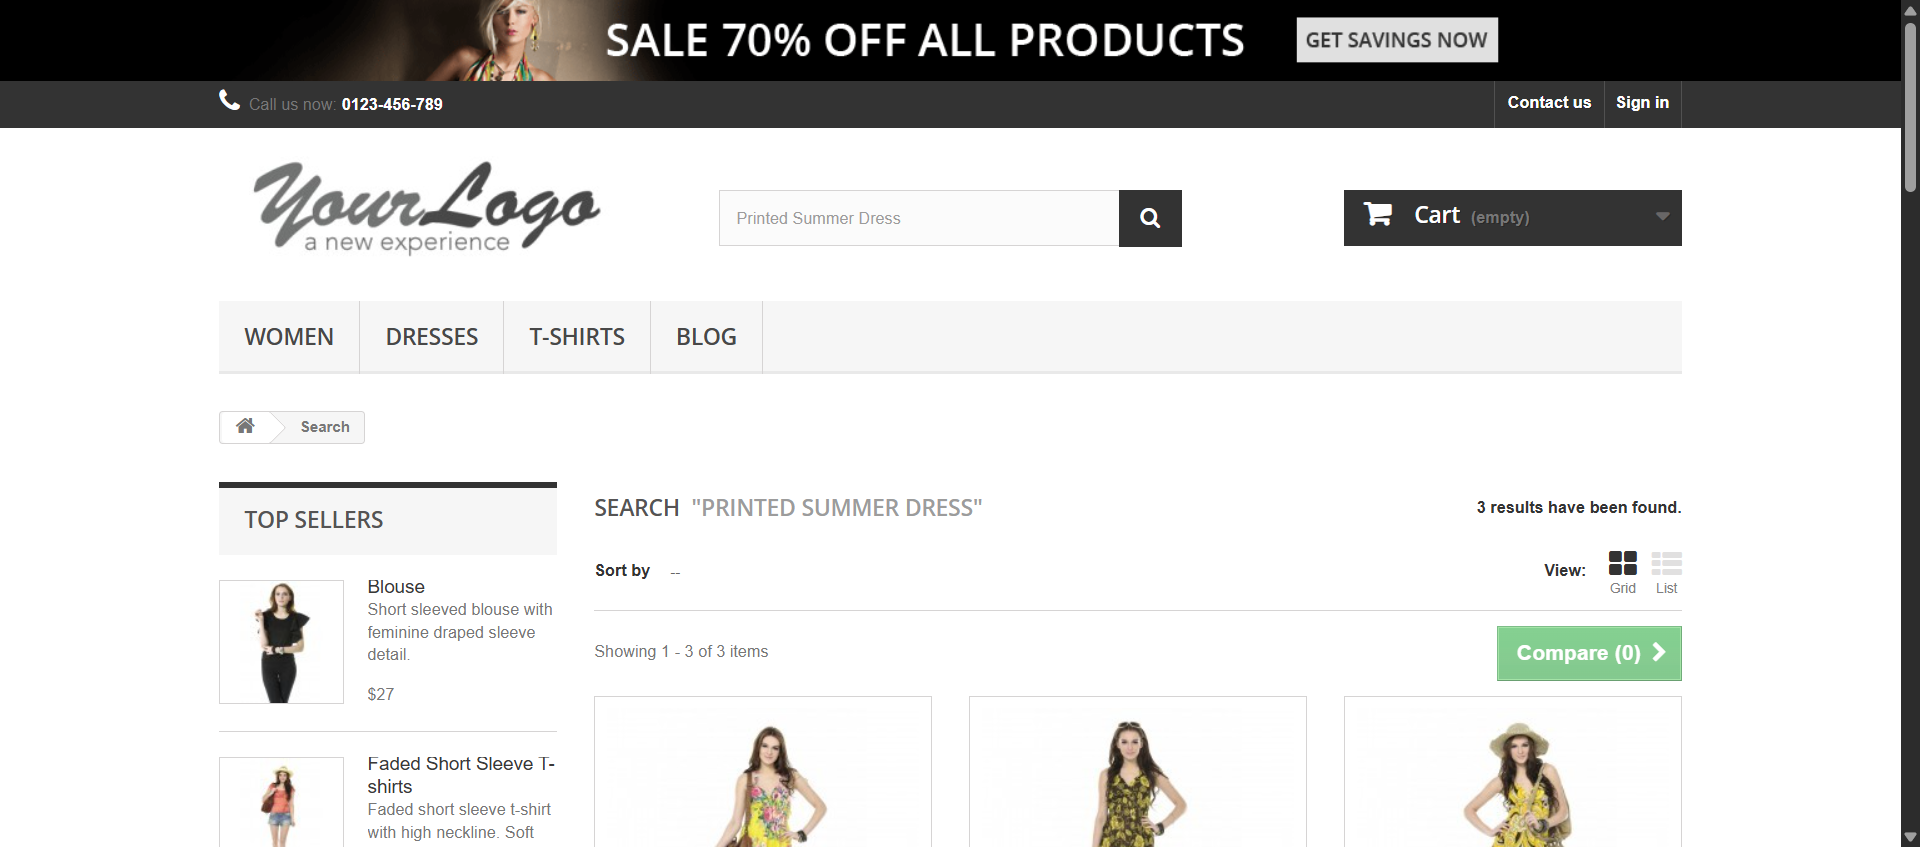 SALE 70% OFF ALL PRODUCTS
GET SAVINGS NOW
Call us now: 0123-456-789
Contact us
Sign in
YourLogo
a new experience
Printed Summer Dress
Cart (empty)
WOMEN
DRESSES
T-SHIRTS
BLOG
Search
TOP SELLERS
Blouse
Short sleeved blouse with
feminine draped sleeve
detail.
$27
Faded Short Sleeve T-
shirts
Faded short sleeve t-shirt
with high neckline. Soft
SEARCH "PRINTED SUMMER DRESS"
3 results have been found.
Sort by --
View:
Grid
List
Showing 1 - 3 of 3 items
Compare (0)